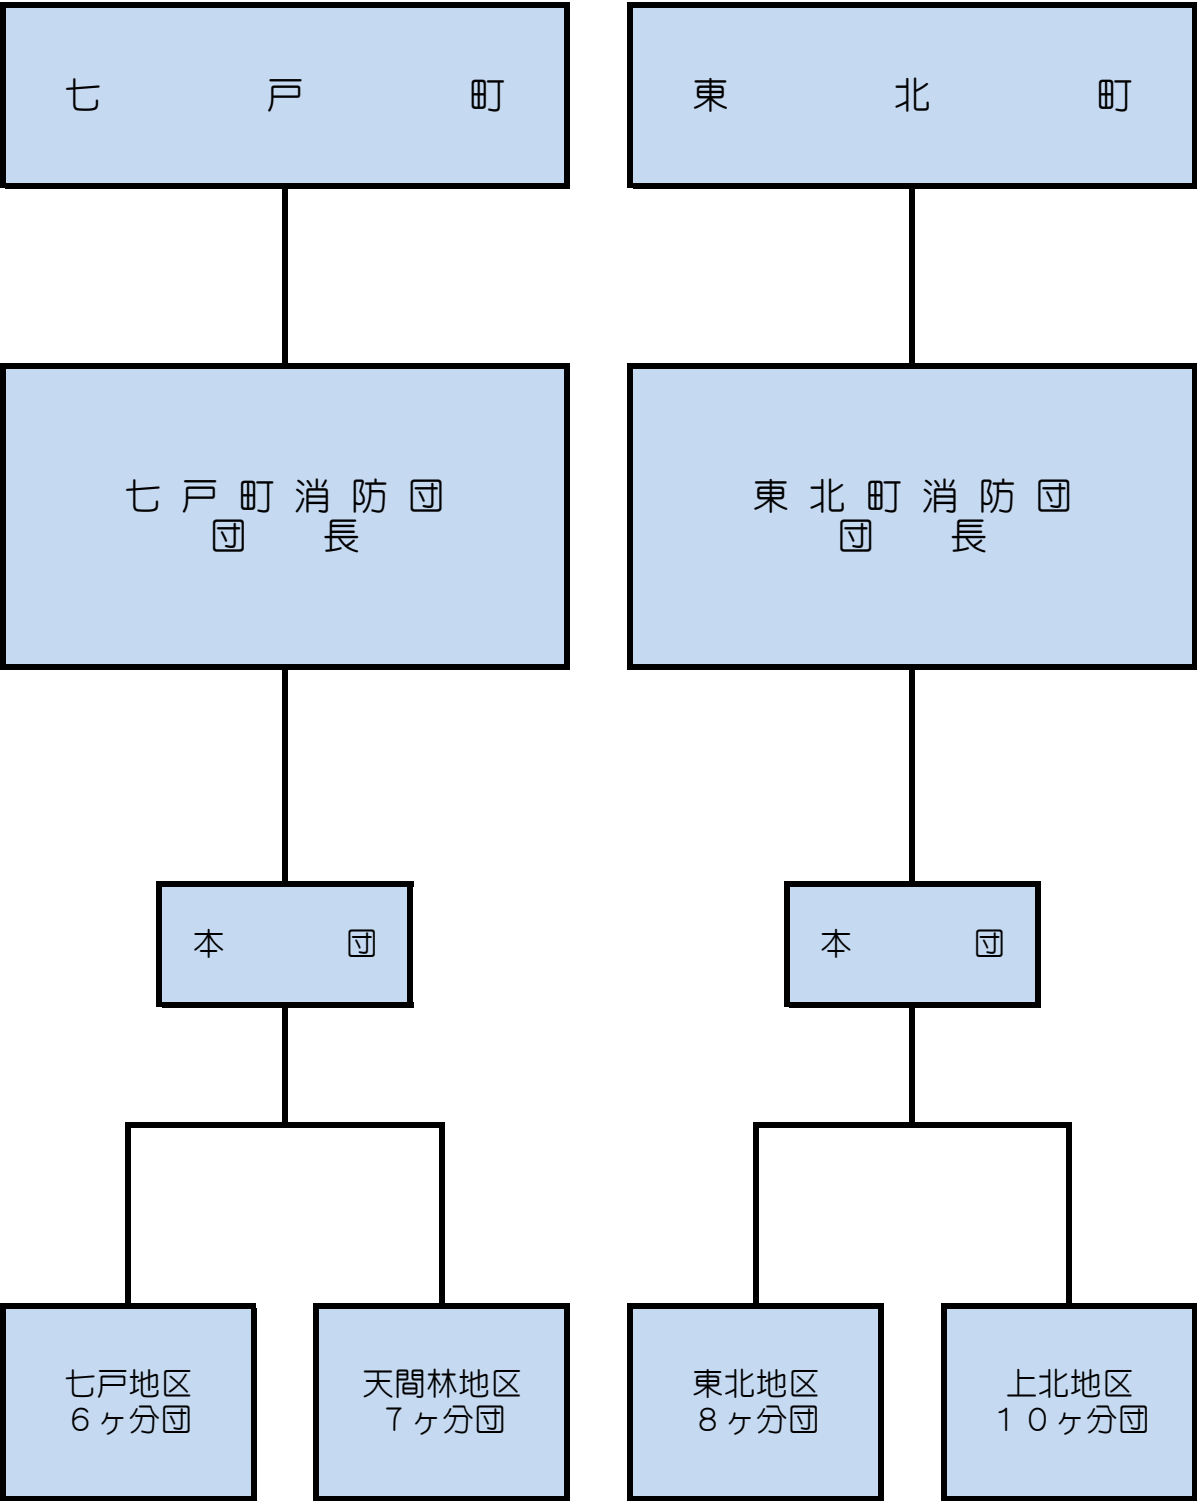 七戸町
東北町
七戸町消防団
団長
東北町消防団
団長
本団
本団
七戸地区
６ヶ分団
天間林地区
７ヶ分団
東北地区
８ヶ分団
上北地区
１０ヶ分団